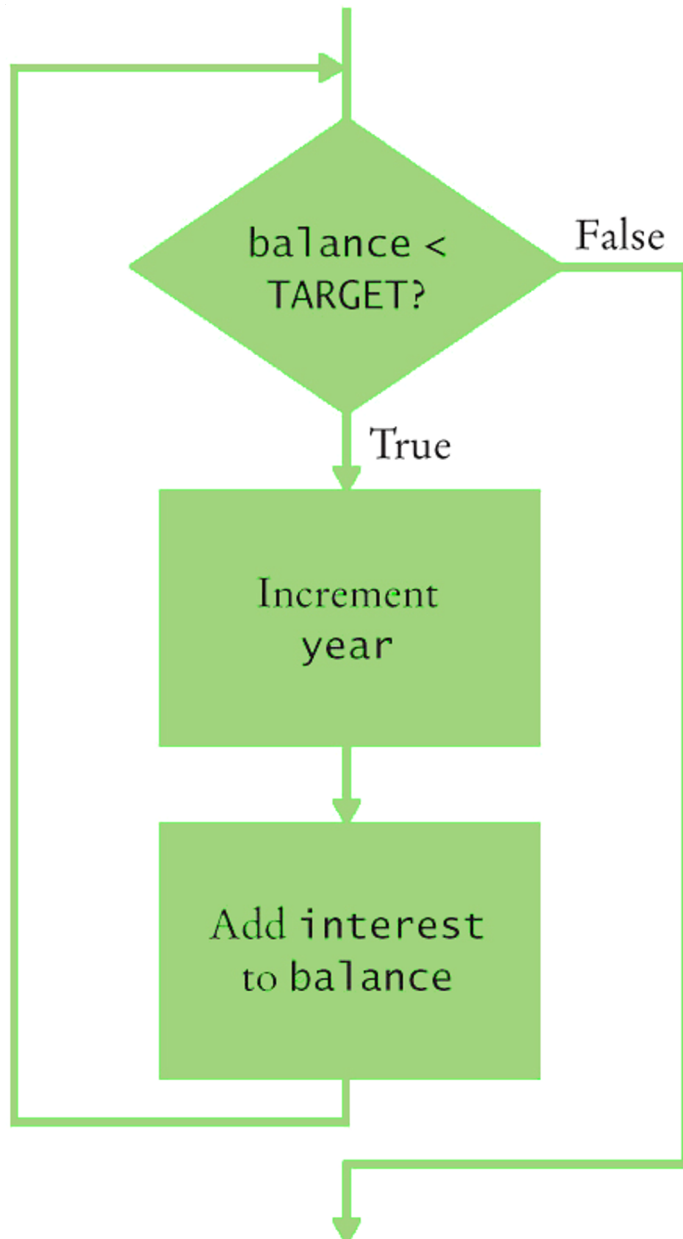 balance <
TARGET?
False
True
Increment
year
Add interest
to balance